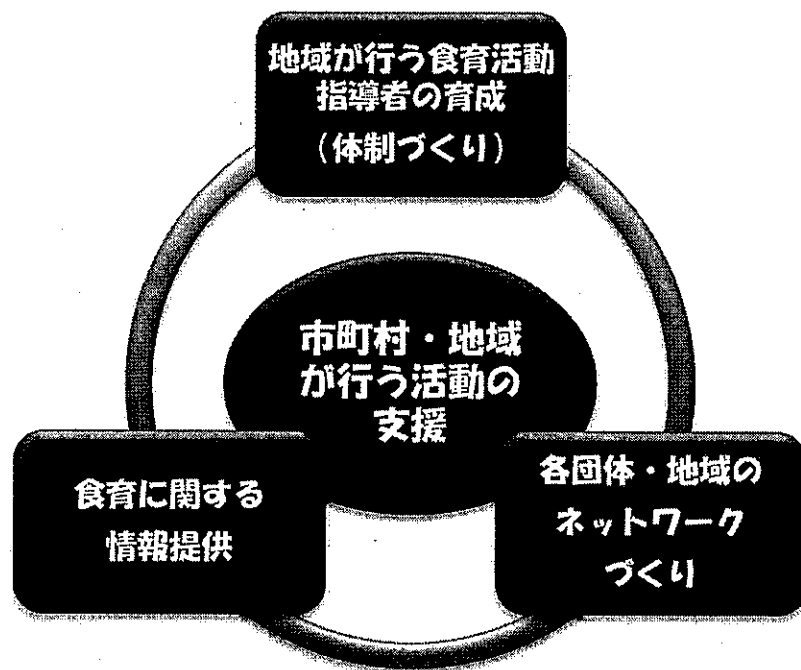 地域が行う食育活動
指導者の育成
（体制づくり）
市町村・地域
が行う活動の
支援
食育に関する
情報提供
各団体・地域の
ネットワーク
づくり